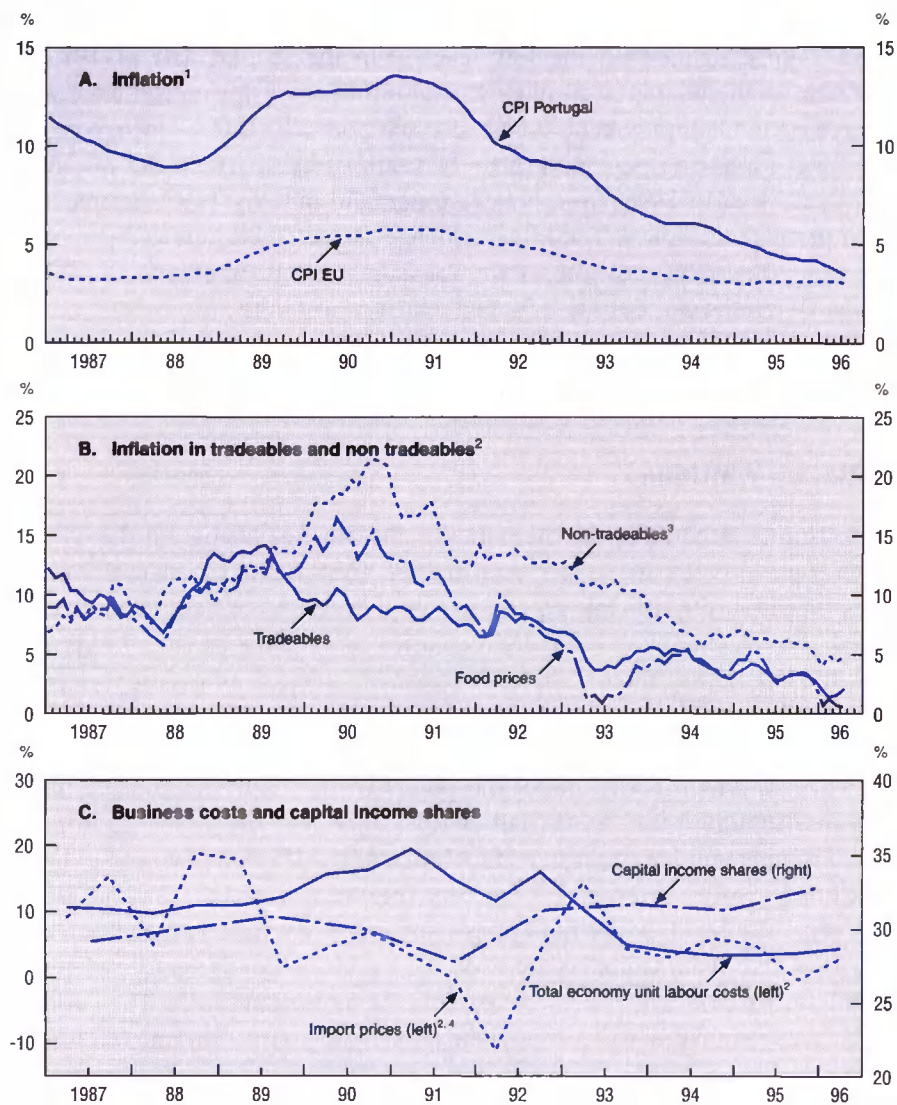 % %
15 15
A. Inflation¹
CPI Portugal
10 10
5 5
CPI EU
0 0
1987 88 89 90 91 92 93 94 95 96
% %
25 25
B. Inflation in tradeables and non tradeables²
20 20
15 15
Non-tradeables³
10 10
Tradeables
Food prices
5 5
0 0
1987 88 89 90 91 92 93 94 95 96
% %
30 40
C. Business costs and capital income shares
20 35
Capital income shares (right)
10 30
0
Total economy unit labour costs (left)²
25
Import prices (left)²,⁴
-10
20
1987 88 89 90 91 92 93 94 95 96